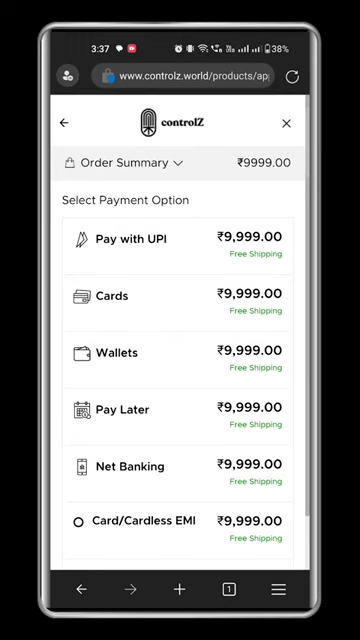 3:37
38%
www.controlz.world/products/app
controlZ
Order Summary
₹9999.00
Select Payment Option
Pay with UPI
₹9,999.00
Free Shipping
Cards
₹9,999.00
Free Shipping
Wallets
₹9,999.00
Free Shipping
Pay Later
₹9,999.00
Free Shipping
Net Banking
₹9,999.00
Free Shipping
Card/Cardless EMI
₹9,999.00
Free Shipping
1